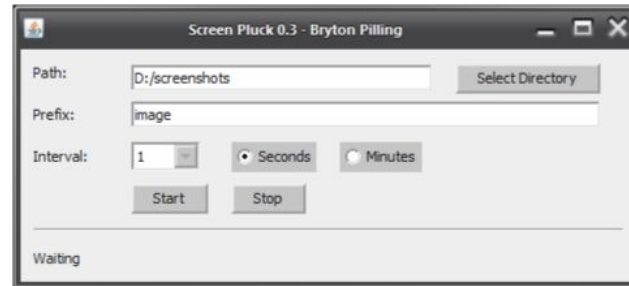 Screen Pluck 0.3 - Bryton Pilling
Path: D:/screenshots Select Directory
Prefix: image
Interval: 1 Seconds Minutes
Start Stop
Waiting